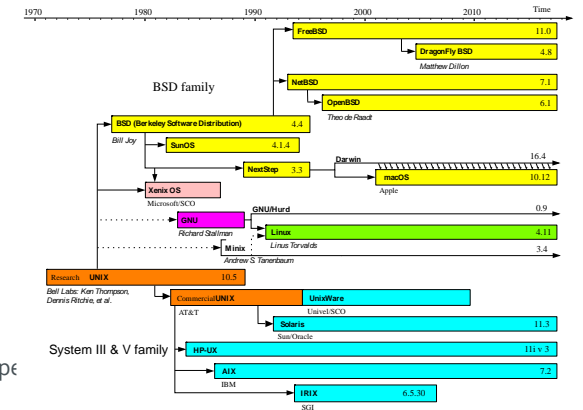 1970 1980 1990 2000 2010 Time
FreeBSD 11.0
DragonFly BSD 4.8
Matthew Dillon
BSD family
NetBSD 7.1
OpenBSD 6.1
Theo de Raadt
BSD (Berkeley Software Distribution) 4.4
Bill Joy
SunOS 4.1.4
Darwin 16.4
NextStep 3.3
macOS 10.12
Apple
Xenix OS
Microsoft/SCO
GNU/Hurd 0.9
GNU
Richard Stallman
Linux 4.11
Linus Torvalds
Minix 3.4
Andrew S. Tanenbaum
Research UNIX 10.5
Bell Labs: Ken Thompson,
Dennis Ritchie, et al.
CommercialUNIX UnixWare
AT&T Univel/SCO
Solaris 11.3
Sun/Oracle
System III & V family
HP-UX 11i v 3
AIX 7.2
IBM
IRIX 6.5.30
SGI